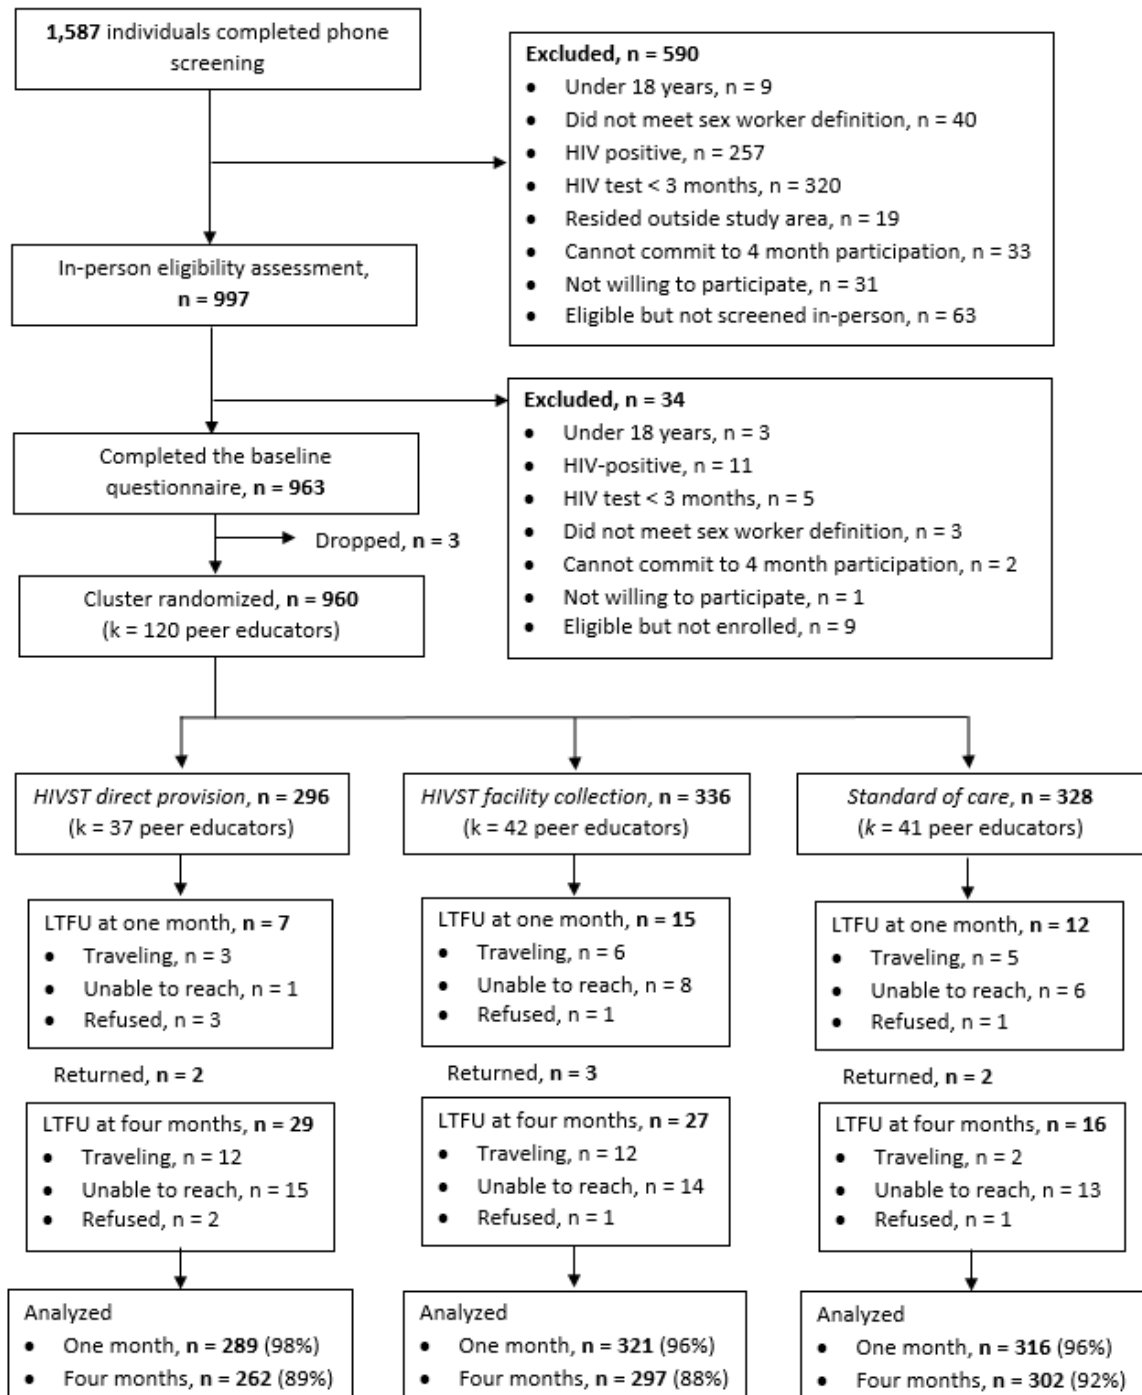 1,587 individuals completed phone
screening
Excluded, n = 590
• Under 18 years, n = 9
• Did not meet sex worker definition, n = 40
• HIV positive, n = 257
• HIV test < 3 months, n = 320
• Resided outside study area, n = 19
• Cannot commit to 4 month participation, n = 33
• Not willing to participate, n = 31
• Eligible but not screened in-person, n = 63
In-person eligibility assessment,
n = 997
Excluded, n = 34
• Under 18 years, n = 3
• HIV-positive, n = 11
• HIV test < 3 months, n = 5
• Did not meet sex worker definition, n = 3
• Cannot commit to 4 month participation, n = 2
• Not willing to participate, n = 1
• Eligible but not enrolled, n = 9
Completed the baseline
questionnaire, n = 963
Dropped, n = 3
Cluster randomized, n = 960
(k = 120 peer educators)
HIVST direct provision, n = 296
(k = 37 peer educators)
LTFU at one month, n = 7
• Traveling, n = 3
• Unable to reach, n = 1
• Refused, n = 3
Returned, n = 2
LTFU at four months, n = 29
• Traveling, n = 12
• Unable to reach, n = 15
• Refused, n = 2
Analyzed
• One month, n = 289 (98%)
• Four months, n = 262 (89%)
HIVST facility collection, n = 336
(k = 42 peer educators)
LTFU at one month, n = 15
• Traveling, n = 6
• Unable to reach, n = 8
• Refused, n = 1
Returned, n = 3
LTFU at four months, n = 27
• Traveling, n = 12
• Unable to reach, n = 14
• Refused, n = 1
Analyzed
• One month, n = 321 (96%)
• Four months, n = 297 (88%)
Standard of care, n = 328
(k = 41 peer educators)
LTFU at one month, n = 12
• Traveling, n = 5
• Unable to reach, n = 6
• Refused, n = 1
Returned, n = 2
LTFU at four months, n = 16
• Traveling, n = 2
• Unable to reach, n = 13
• Refused, n = 1
Analyzed
• One month, n = 316 (96%)
• Four months, n = 302 (92%)